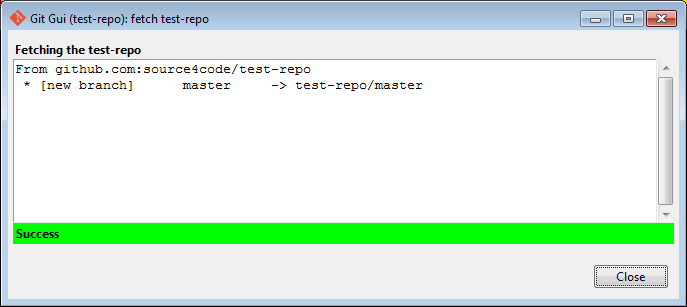 Git Gui (test-repo): fetch test-repo
Fetching the test-repo
From github.com:source4code/test-repo
 * [new branch]      master     -> test-repo/master
Success
Close